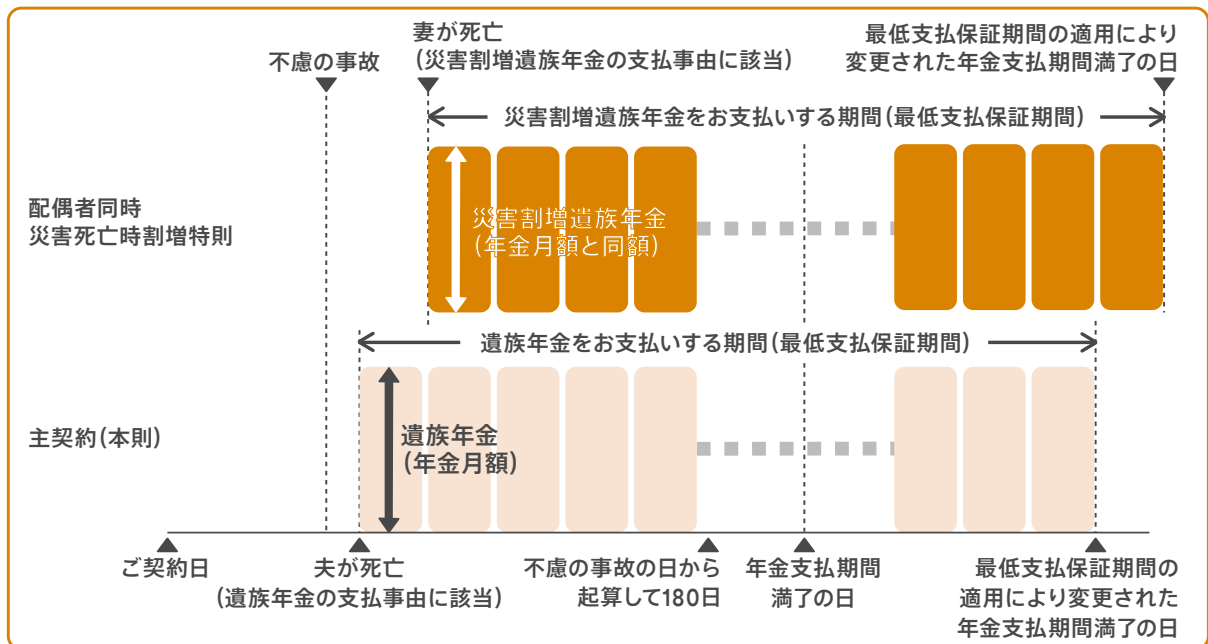 不慮の事故
妻が死亡
(災害割増遺族年金の支払事由に該当)
最低支払保証期間の適用により
変更された年金支払期間満了の日
災害割増遺族年金をお支払いする期間(最低支払保証期間)
配偶者同時
災害死亡時割増特則
災害割増遺族年金
(年金月額と同額)
遺族年金をお支払いする期間(最低支払保証期間)
主契約(本則)
遺族年金
(年金月額)
ご契約日
夫が死亡
(遺族年金の支払事由に該当)
不慮の事故の日から
起算して180日
年金支払期間
満了の日
最低支払保証期間の
適用により変更された
年金支払期間満了の日